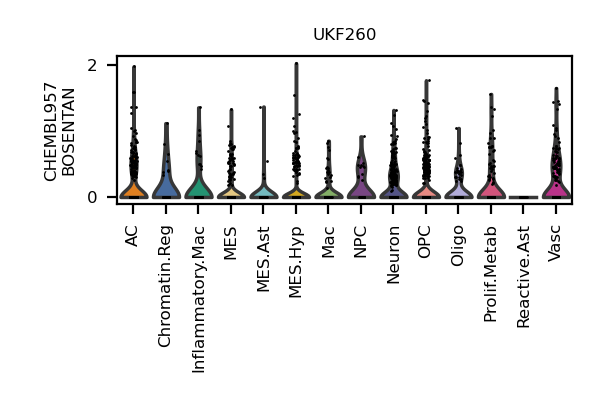 UKF260
CHEMBL957
BOSENTAN
2
0
AC
Chromatin.Reg
Inflammatory.Mac
MES
MES.Ast
MES.Hyp
Mac
NPC
Neuron
OPC
Oligo
Prolif.Metab
Reactive.Ast
Vasc